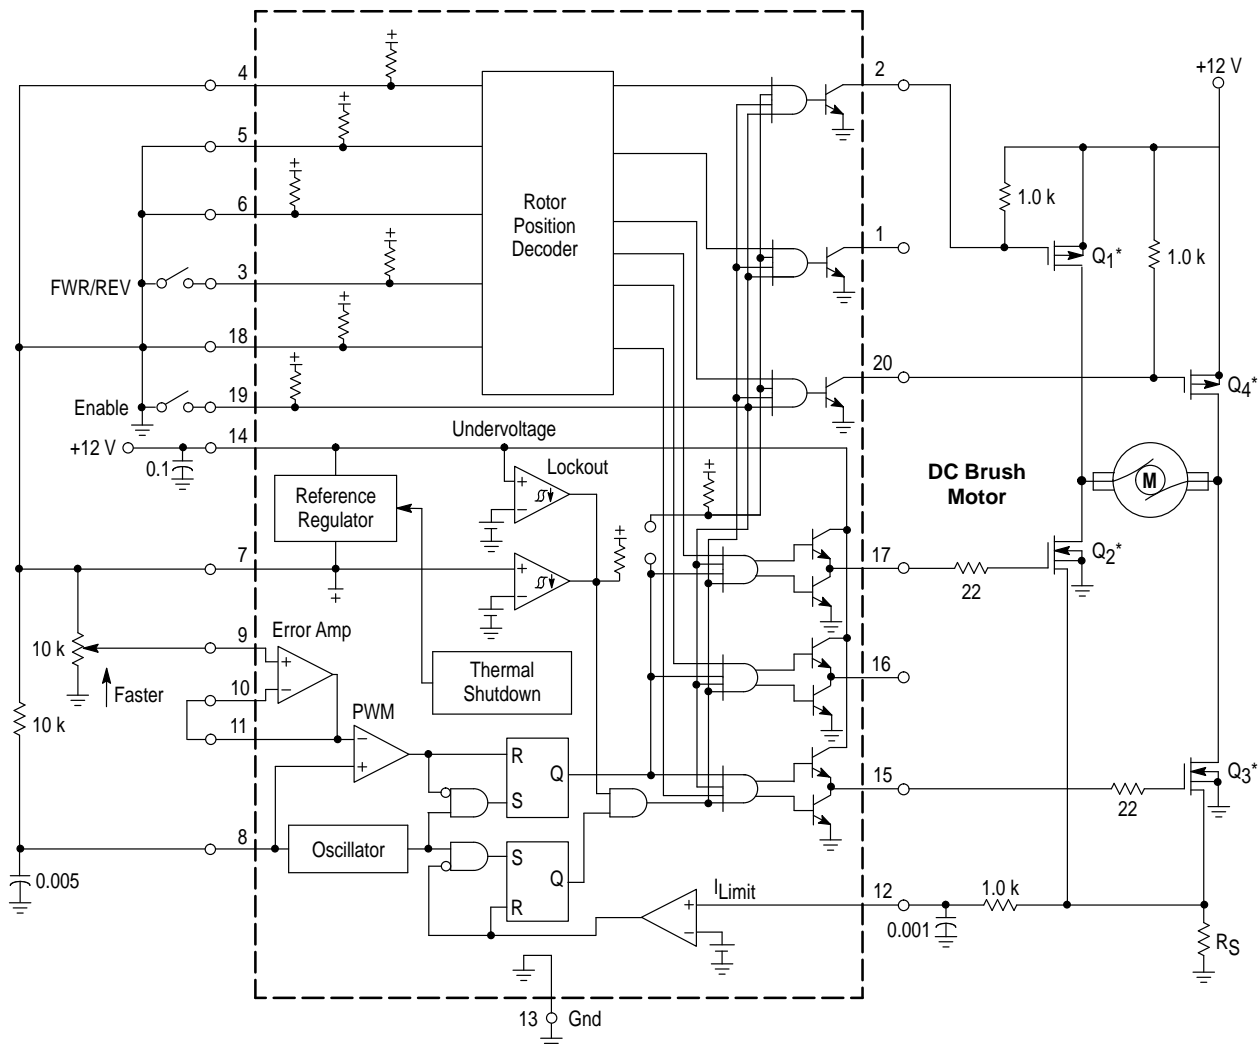 4
2
+12 V
5
6
Rotor
Position
Decoder
1.0 k
1
Q1*
1.0 k
FWR/REV
3
18
20
Q4*
Enable
19
+12 V
14
Undervoltage
0.1
Lockout
DC Brush
Motor
M
Reference
Regulator
17
Q2*
7
22
9
Error Amp
10 k
16
Thermal
Shutdown
Faster
10
10 k
11
PWM
R
Q
S
15
22
Q3*
8
Oscillator
S
Q
R
0.005
ILimit
12
1.0 k
0.001
RS
13
Gnd